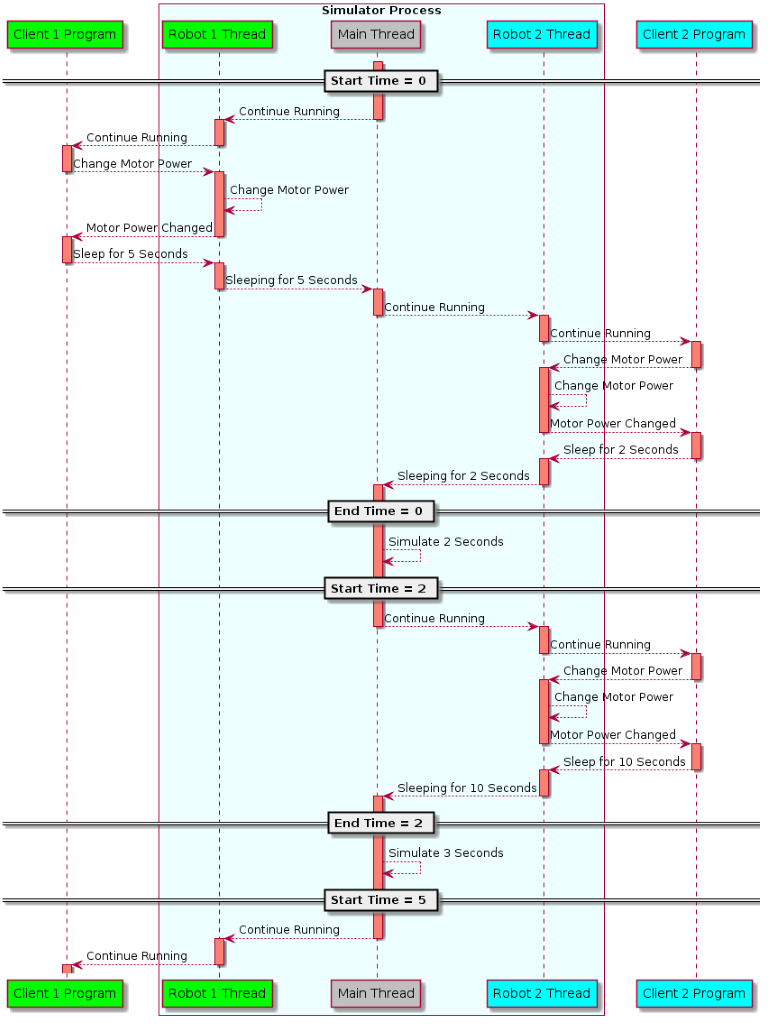 Simulator Process
Client 1 Program
Robot 1 Thread
Main Thread
Robot 2 Thread
Client 2 Program
Start Time = 0
Continue Running
Continue Running
Change Motor Power
Change Motor Power
Motor Power Changed
Sleep for 5 Seconds
Sleeping for 5 Seconds
Continue Running
Continue Running
Change Motor Power
Change Motor Power
Motor Power Changed
Sleep for 2 Seconds
Sleeping for 2 Seconds
End Time = 0
Simulate 2 Seconds
Start Time = 2
Continue Running
Continue Running
Change Motor Power
Change Motor Power
Motor Power Changed
Sleep for 10 Seconds
Sleeping for 10 Seconds
End Time = 2
Simulate 3 Seconds
Start Time = 5
Continue Running
Continue Running
Client 1 Program
Robot 1 Thread
Main Thread
Robot 2 Thread
Client 2 Program